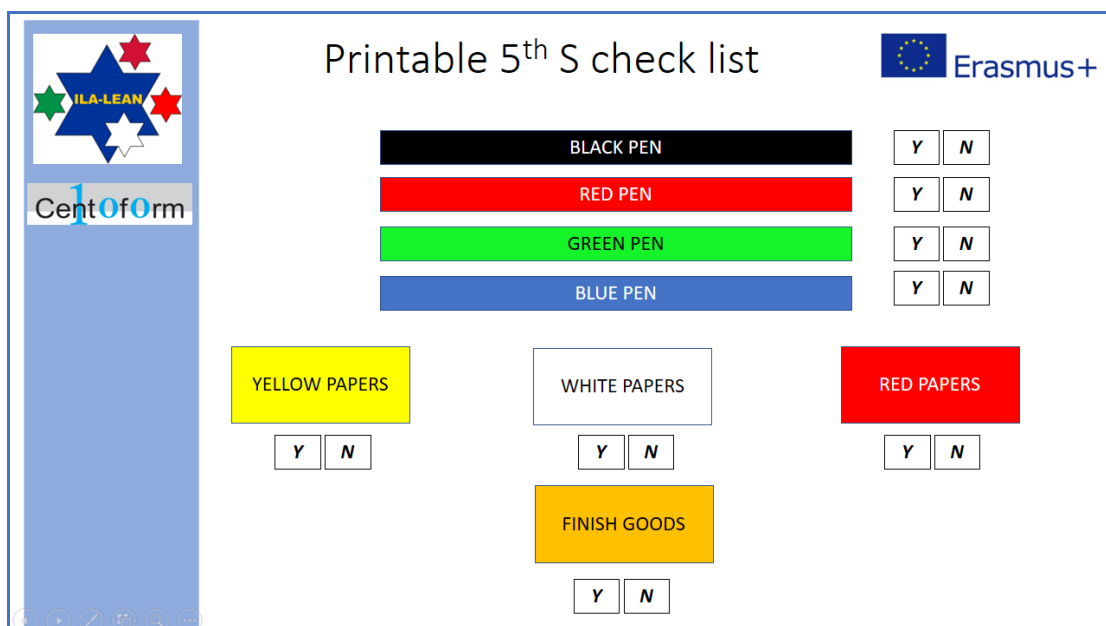 Printable 5th S check list
ILA-LEAN
Erasmus+
Cent1oform
BLACK PEN Y N
RED PEN Y N
GREEN PEN Y N
BLUE PEN Y N
YELLOW PAPERS WHITE PAPERS RED PAPERS
Y N Y N Y N
FINISH GOODS
Y N